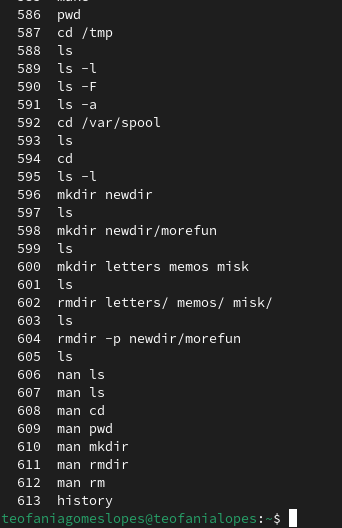 586 pwd
587 cd /tmp
588 ls
589 ls -l
590 ls -F
591 ls -a
592 cd /var/spool
593 ls
594 cd
595 ls -l
596 mkdir newdir
597 ls
598 mkdir newdir/morefun
599 ls
600 mkdir letters memos misk
601 ls
602 rmdir letters/ memos/ misk/
603 ls
604 rmdir -p newdir/morefun
605 ls
606 nan ls
607 man ls
608 man cd
609 man pwd
610 man mkdir
611 man rmdir
612 man rm
613 history
teofaniagomeslopes@teofanialopes:~$